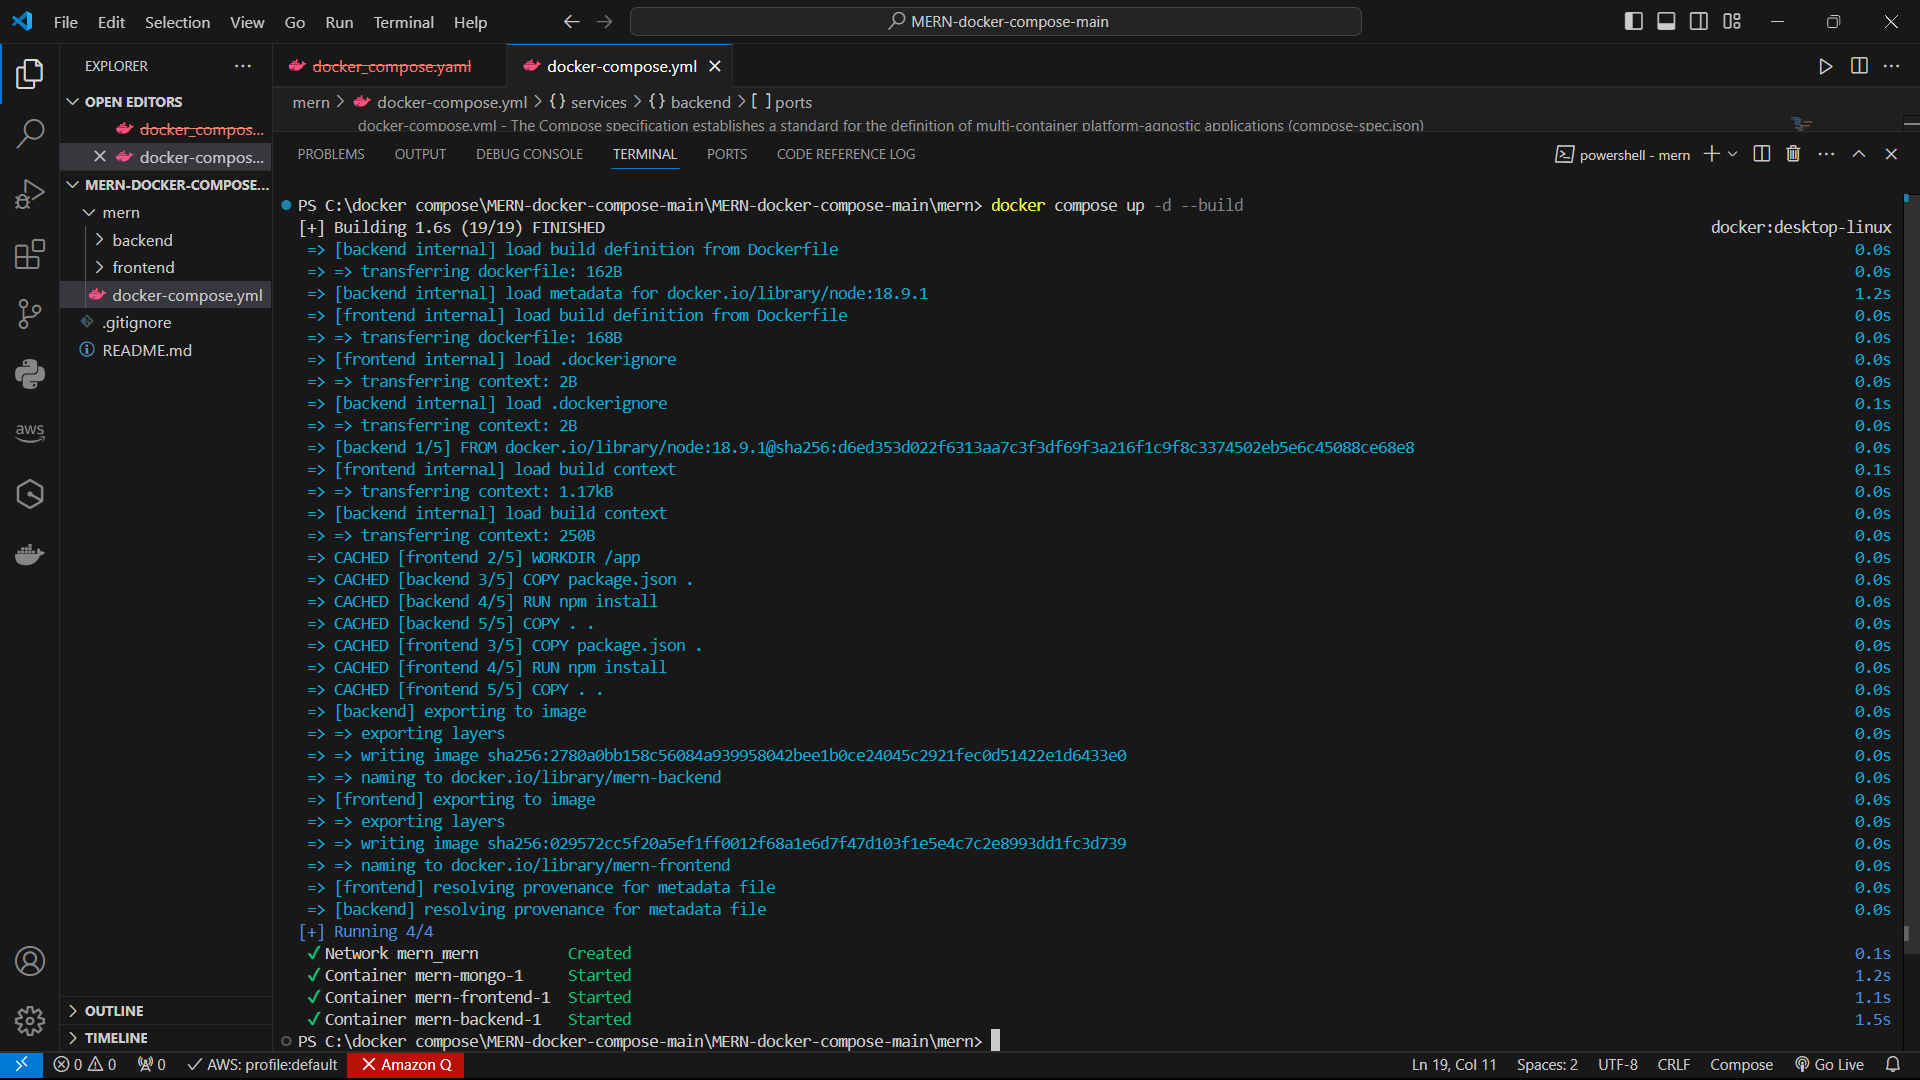 File Edit Selection View Go Run Terminal Help
MERN-docker-compose-main
EXPLORER
OPEN EDITORS
docker_compos...
docker-compos...
MERN-DOCKER-COMPOSE...
mern
backend
frontend
docker-compose.yml
.gitignore
README.md
OUTLINE
TIMELINE
docker_compose.yaml
docker-compose.yml
mern > docker-compose.yml > {} services > {} backend > [ ] ports
docker-compose.yml - The Compose specification establishes a standard for the definition of multi-container platform-agnostic applications (compose-spec.json)
PROBLEMS OUTPUT DEBUG CONSOLE TERMINAL PORTS CODE REFERENCE LOG
powershell - mern
PS C:\docker compose\MERN-docker-compose-main\MERN-docker-compose-main\mern> docker compose up -d --build
[+] Building 1.6s (19/19) FINISHED docker:desktop-linux
=> [backend internal] load build definition from Dockerfile 0.0s
=> => transferring dockerfile: 162B 0.0s
=> [backend internal] load metadata for docker.io/library/node:18.9.1 1.2s
=> [frontend internal] load build definition from Dockerfile 0.0s
=> => transferring dockerfile: 168B 0.0s
=> [frontend internal] load .dockerignore 0.0s
=> => transferring context: 2B 0.0s
=> [backend internal] load .dockerignore 0.1s
=> => transferring context: 2B 0.0s
=> [backend 1/5] FROM docker.io/library/node:18.9.1@sha256:d6ed353d022f6313aa7c3f3df69f3a216f1c9f8c3374502eb5e6c45088ce68e8 0.0s
=> [frontend internal] load build context 0.1s
=> => transferring context: 1.17kB 0.0s
=> [backend internal] load build context 0.0s
=> => transferring context: 250B 0.0s
=> CACHED [frontend 2/5] WORKDIR /app 0.0s
=> CACHED [backend 3/5] COPY package.json . 0.0s
=> CACHED [backend 4/5] RUN npm install 0.0s
=> CACHED [backend 5/5] COPY . . 0.0s
=> CACHED [frontend 3/5] COPY package.json . 0.0s
=> CACHED [frontend 4/5] RUN npm install 0.0s
=> CACHED [frontend 5/5] COPY . . 0.0s
=> [backend] exporting to image 0.0s
=> => exporting layers 0.0s
=> => writing image sha256:2780a0bb158c56084a939958042bee1b0ce24045c2921fec0d51422e1d6433e0 0.0s
=> => naming to docker.io/library/mern-backend 0.0s
=> [frontend] exporting to image 0.0s
=> => exporting layers 0.0s
=> => writing image sha256:029572cc5f20a5ef1ff0012f68a1e6d7f47d103f1e5e4c7c2e8993dd1fc3d739 0.0s
=> => naming to docker.io/library/mern-frontend 0.0s
=> [frontend] resolving provenance for metadata file 0.0s
=> [backend] resolving provenance for metadata file 0.0s
[+] Running 4/4
✓ Network mern_mern Created 0.1s
✓ Container mern-mongo-1 Started 1.2s
✓ Container mern-frontend-1 Started 1.1s
✓ Container mern-backend-1 Started 1.5s
PS C:\docker compose\MERN-docker-compose-main\MERN-docker-compose-main\mern>
aws
0 0 0 AWS: profile:default Amazon Q Ln 19, Col 11 Spaces: 2 UTF-8 CRLF Compose Go Live